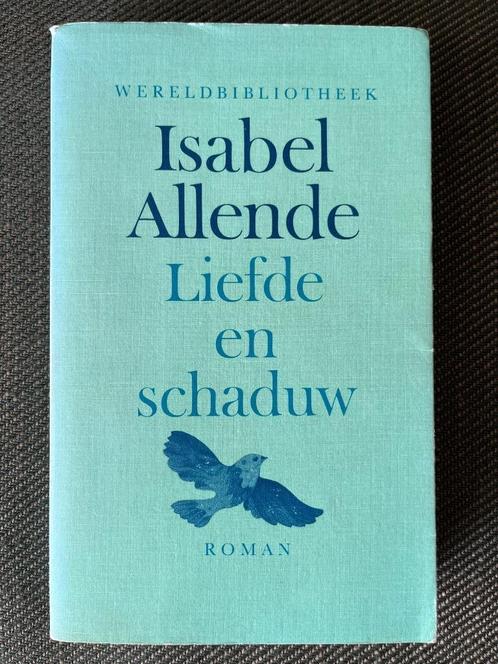 WERELDBIBLIOTHEEK
Isabel
Allende
Liefde
en
schaduw
ROMAN